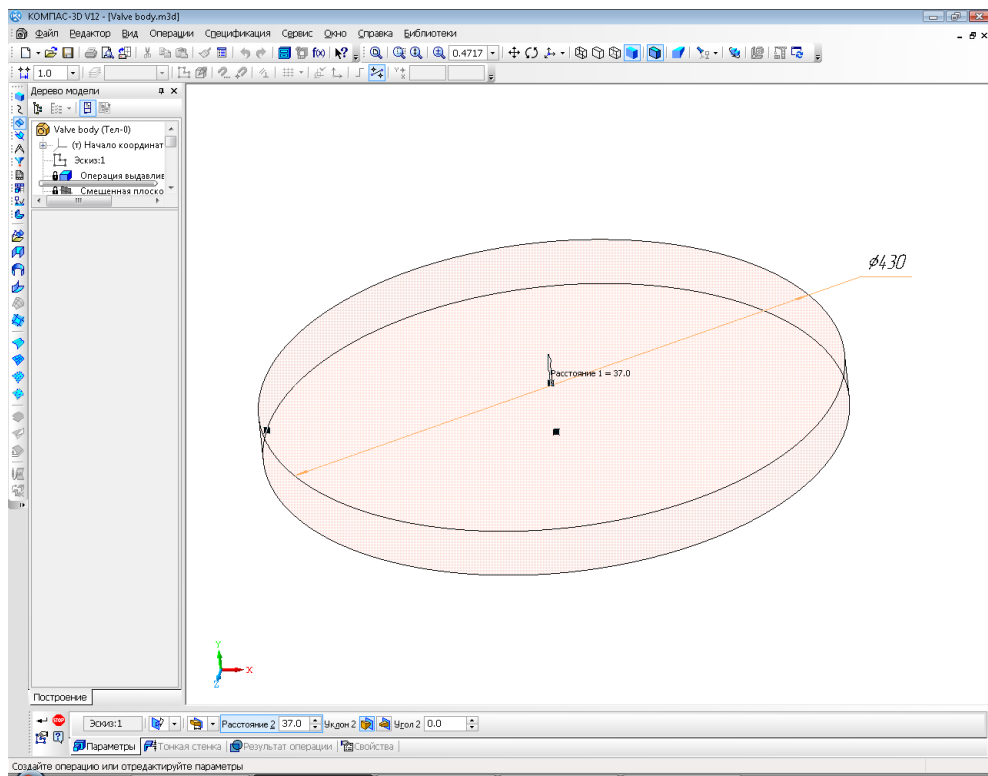 КОМПАС-3D V12 - [Valve body.m3d]
Файл Редактор Вид Операции Спецификация Сервис Окно Справка Библиотеки
0.4717
1.0
Дерево модели
Valve body (Тел-0)
(т) Начало координат
Эскиз:1
Операция выдавлив
Смещенная плоско
⌀430
Расстояние 1 = 37.0
Y
X
Z
Построение
Эскиз:1 Расстояние 2 37.0 Уклон 2 Угол 2 0.0
Параметры Тонкая стенка Результат операции Свойства
Создайте операцию или отредактируйте параметры